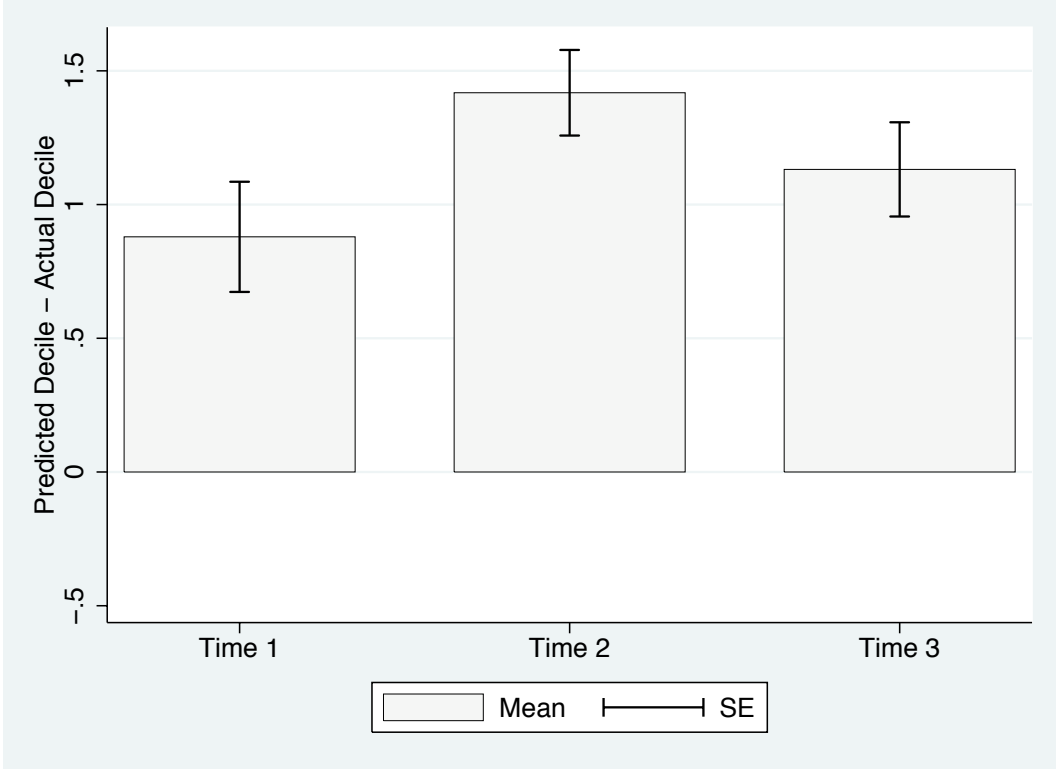 Predicted Decile – Actual Decile
1.5
1
.5
0
–.5
Time 1 Time 2 Time 3
Mean SE